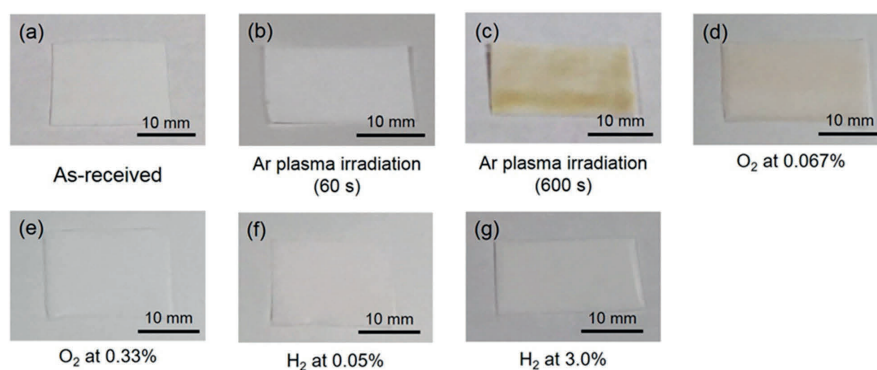 (a)
10 mm
As-received
(b)
10 mm
Ar plasma irradiation
(60 s)
(c)
10 mm
Ar plasma irradiation
(600 s)
(d)
10 mm
O₂ at 0.067%
(e)
10 mm
O₂ at 0.33%
(f)
10 mm
H₂ at 0.05%
(g)
10 mm
H₂ at 3.0%